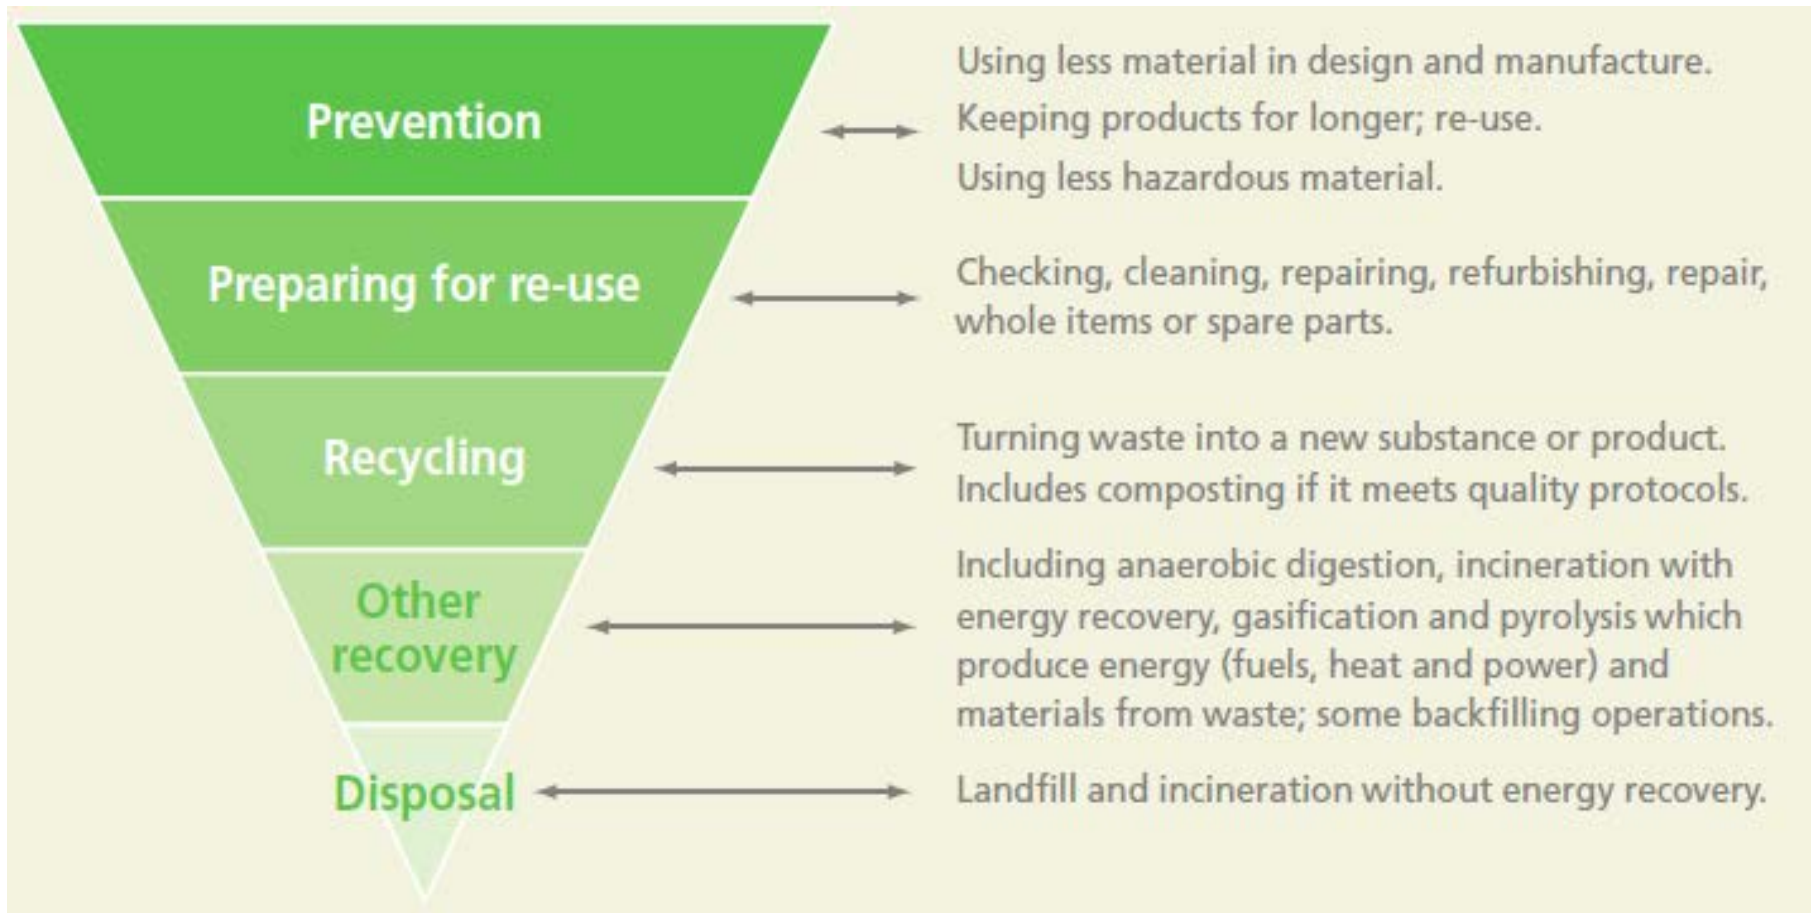 Prevention
Using less material in design and manufacture.
Keeping products for longer; re-use.
Using less hazardous material.
Preparing for re-use
Checking, cleaning, repairing, refurbishing, repair,
whole items or spare parts.
Recycling
Turning waste into a new substance or product.
Includes composting if it meets quality protocols.
Other
recovery
Including anaerobic digestion, incineration with
energy recovery, gasification and pyrolysis which
produce energy (fuels, heat and power) and
materials from waste; some backfilling operations.
Disposal
Landfill and incineration without energy recovery.